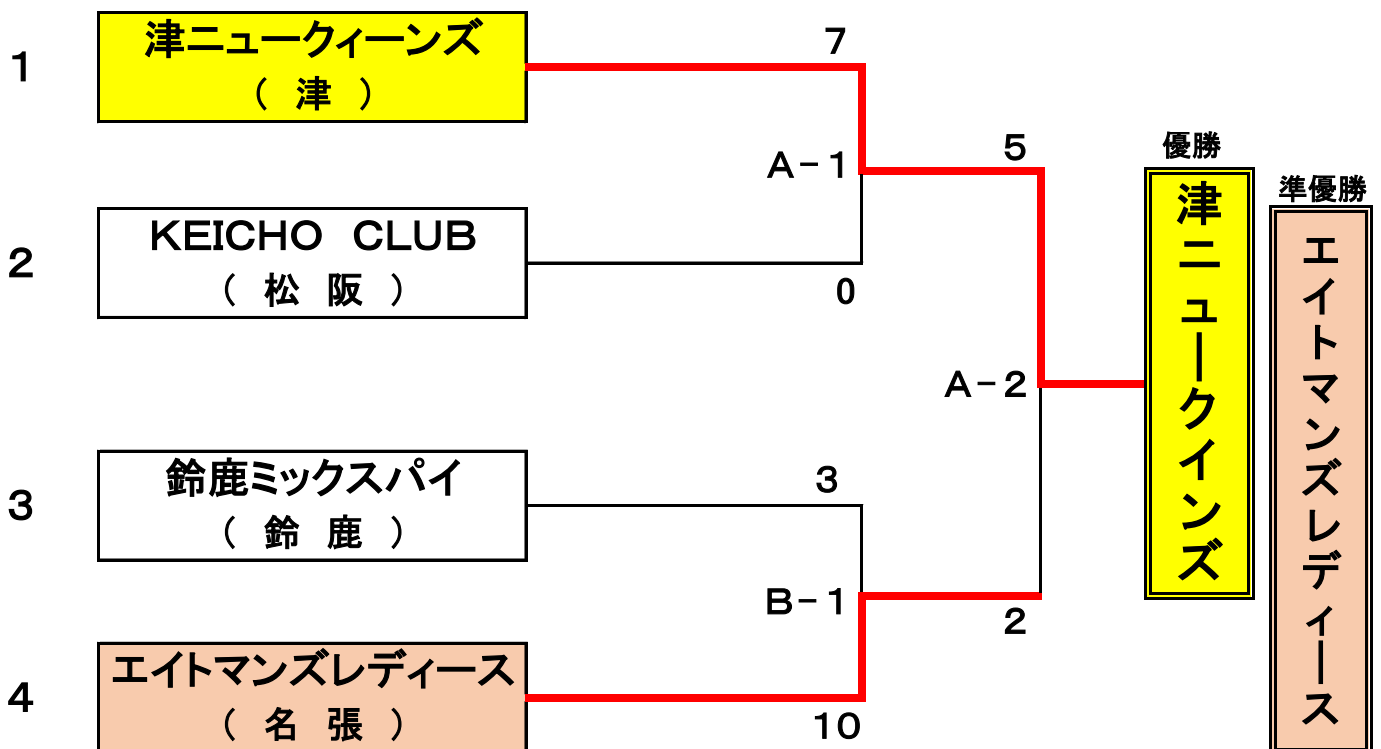 1
津ニュークィーンズ
（ 津 ）
7
A-1
2
KEICHO CLUB
（ 松 阪 ）
0
5
A-2
3
鈴鹿ミックスパイ
（ 鈴 鹿 ）
3
B-1
4
エイトマンズレディース
（ 名 張 ）
10
2
優勝
津ニュークインズ
準優勝
エイトマンズレディース